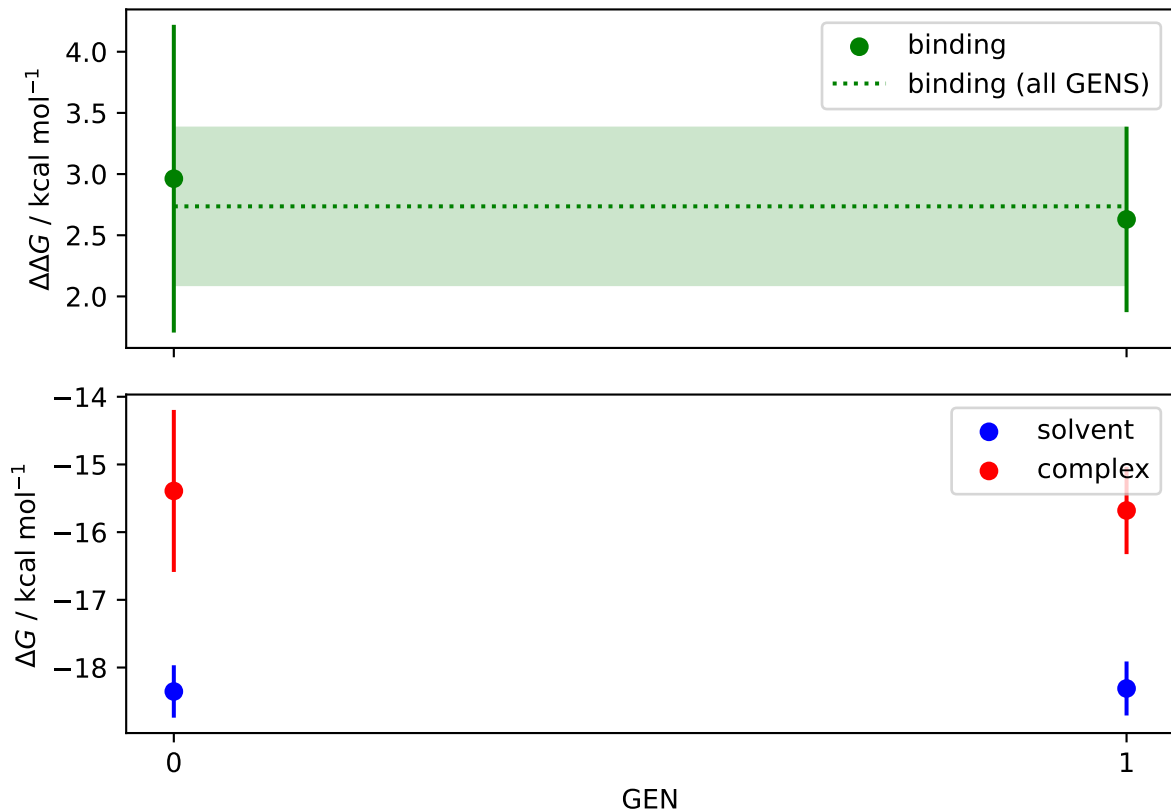 4.0
3.5
3.0
2.5
2.0
ΔΔG / kcal mol⁻¹
binding
binding (all GENS)
−14
−15
−16
−17
−18
ΔG / kcal mol⁻¹
solvent
complex
0
1
GEN